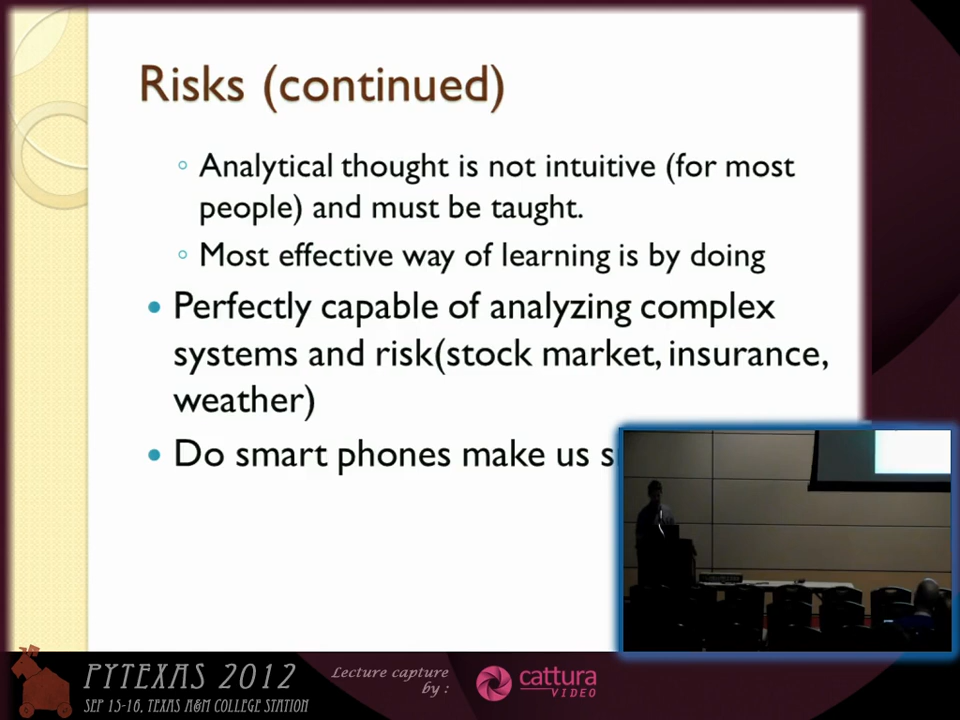 Risks (continued)
Analytical thought is not intuitive (for most
people) and must be taught.
Most effective way of learning is by doing
Perfectly capable of analyzing complex
systems and risk(stock market, insurance,
weather)
Do smart phones make us
PYTEXAS 2012
SEP 15-16, TEXAS A&M COLLEGE STATION
Lecture capture
by :
cattura
VIDEO